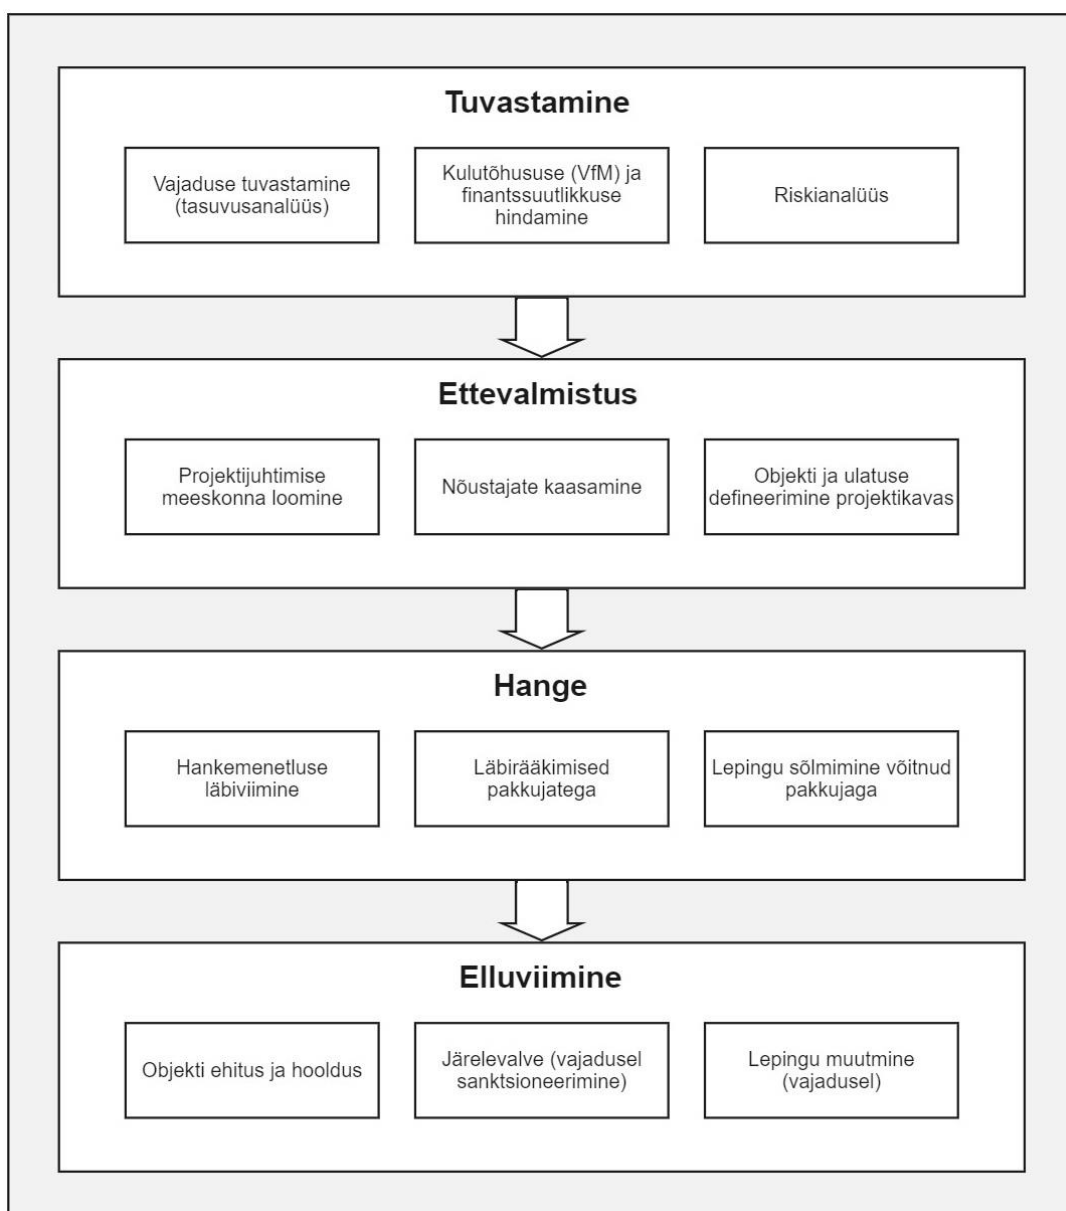 Tuvastamine
Vajaduse tuvastamine
(tasuvusanalüüs)
Kulutõhususe (VfM) ja
finantssuutlikkuse
hindamine
Riskianalüüs
Ettevalmistus
Projektijuhtimise
meeskonna loomine
Nõustajate kaasamine
Objekti ja ulatuse
defineerimine projektikavas
Hange
Hankemenetluse
läbiviimine
Läbirääkimised
pakkujatega
Lepingu sõlmimine võitnud
pakkujaga
Elluviimine
Objekti ehitus ja hooldus
Järelevalve (vajadusel
sanktsioneerimine)
Lepingu muutmine
(vajadusel)